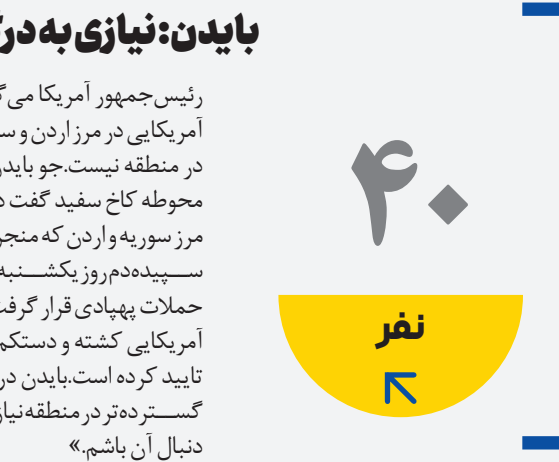 بایدن: نیازی به در
رئیس‌جمهور آمریکا می‌
آمریکایی در مرز اردن و
در منطقه نیست.جو بایدن
محوطه کاخ سفید گفت
مرز سوریه و اردن که
سپیده‌دم روز یکشنبه
حملات پهپادی قرار گرفت
آمریکایی کشته و دستکم
تایید کرده است.بایدن در
گسترده‌تر در منطقه نیاز
دنبال آن باشم.»
۴۰
نفر